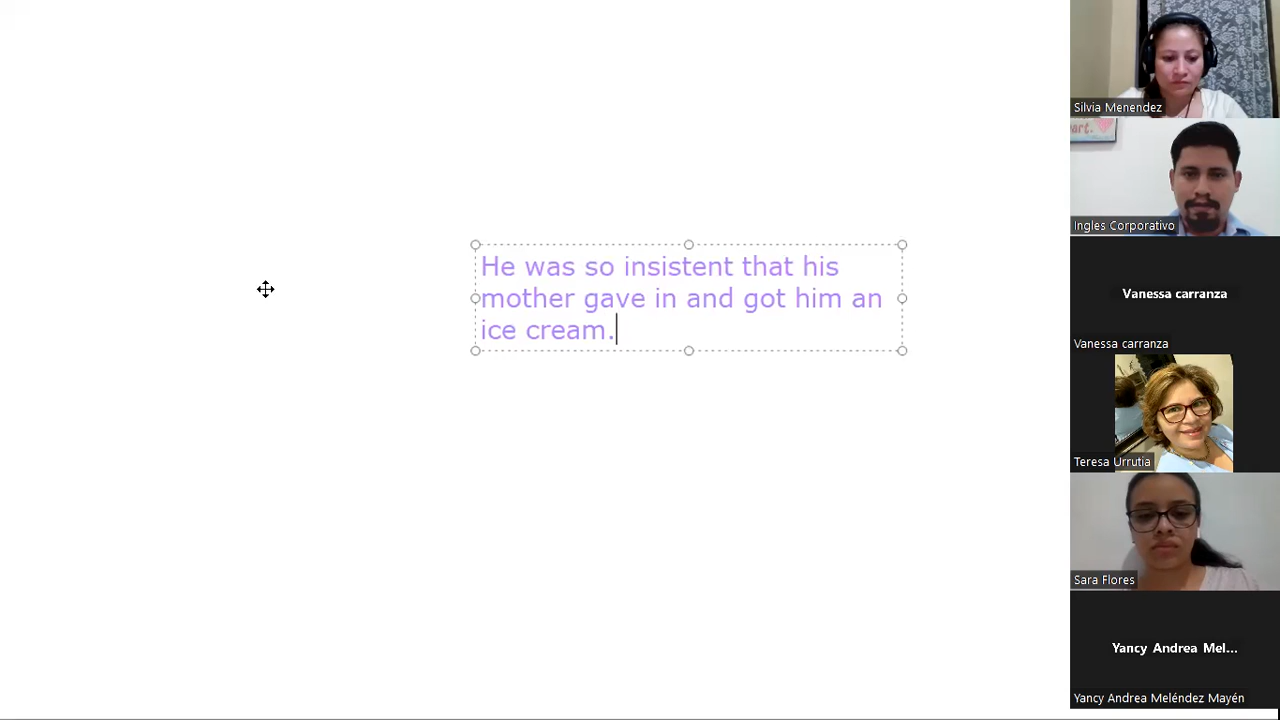 He was so insistent that his
mother gave in and got him an
ice cream.
art.
Silvia Menendez
Ingles Corporativo
Vanessa carranza
Vanessa carranza
Teresa Urrutia
Sara Flores
Yancy Andrea Mel...
Yancy Andrea Meléndez Mayén